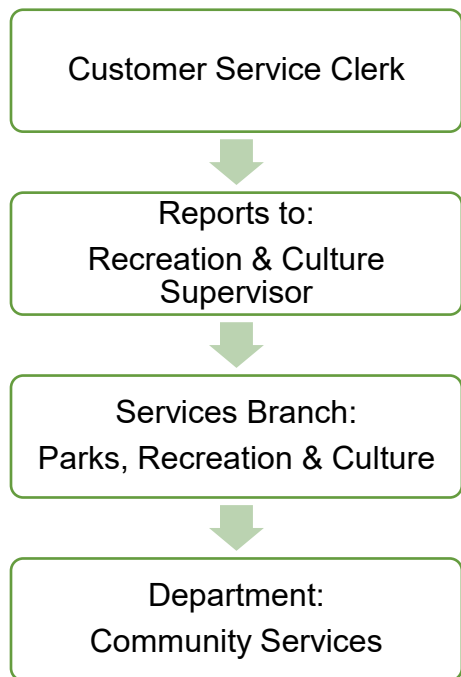 Customer Service Clerk
Reports to:
Recreation & Culture
Supervisor
Services Branch:
Parks, Recreation & Culture
Department:
Community Services